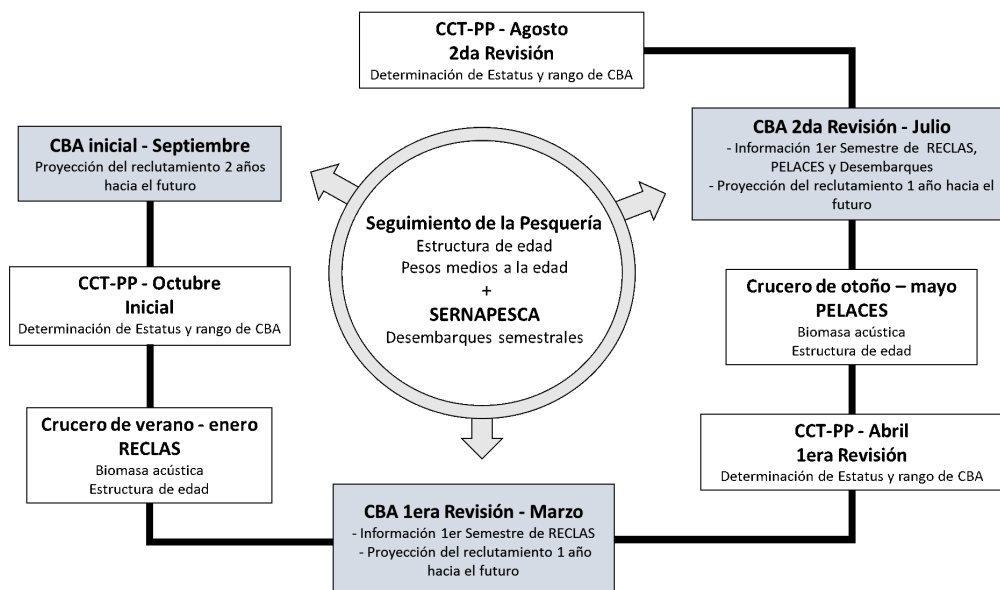 CCT-PP - Agosto
2da Revisión
Determinación de Estatus y rango de CBA
CBA inicial - Septiembre
Proyección del reclutamiento 2 años
hacia el futuro
CBA 2da Revisión - Julio
- Información 1er Semestre de RECLAS,
PELACES y Desembarques
- Proyección del reclutamiento 1 año hacia el
futuro
Seguimiento de la Pesquería
Estructura de edad
Pesos medios a la edad
+
SERNAPESCA
Desembarques semestrales
CCT-PP - Octubre
Inicial
Determinación de Estatus y rango de CBA
Crucero de otoño – mayo
PELACES
Biomasa acústica
Estructura de edad
Crucero de verano - enero
RECLAS
Biomasa acústica
Estructura de edad
CCT-PP - Abril
1era Revisión
Determinación de Estatus y rango de CBA
CBA 1era Revisión - Marzo
- Información 1er Semestre de RECLAS
- Proyección del reclutamiento 1 año
hacia el futuro